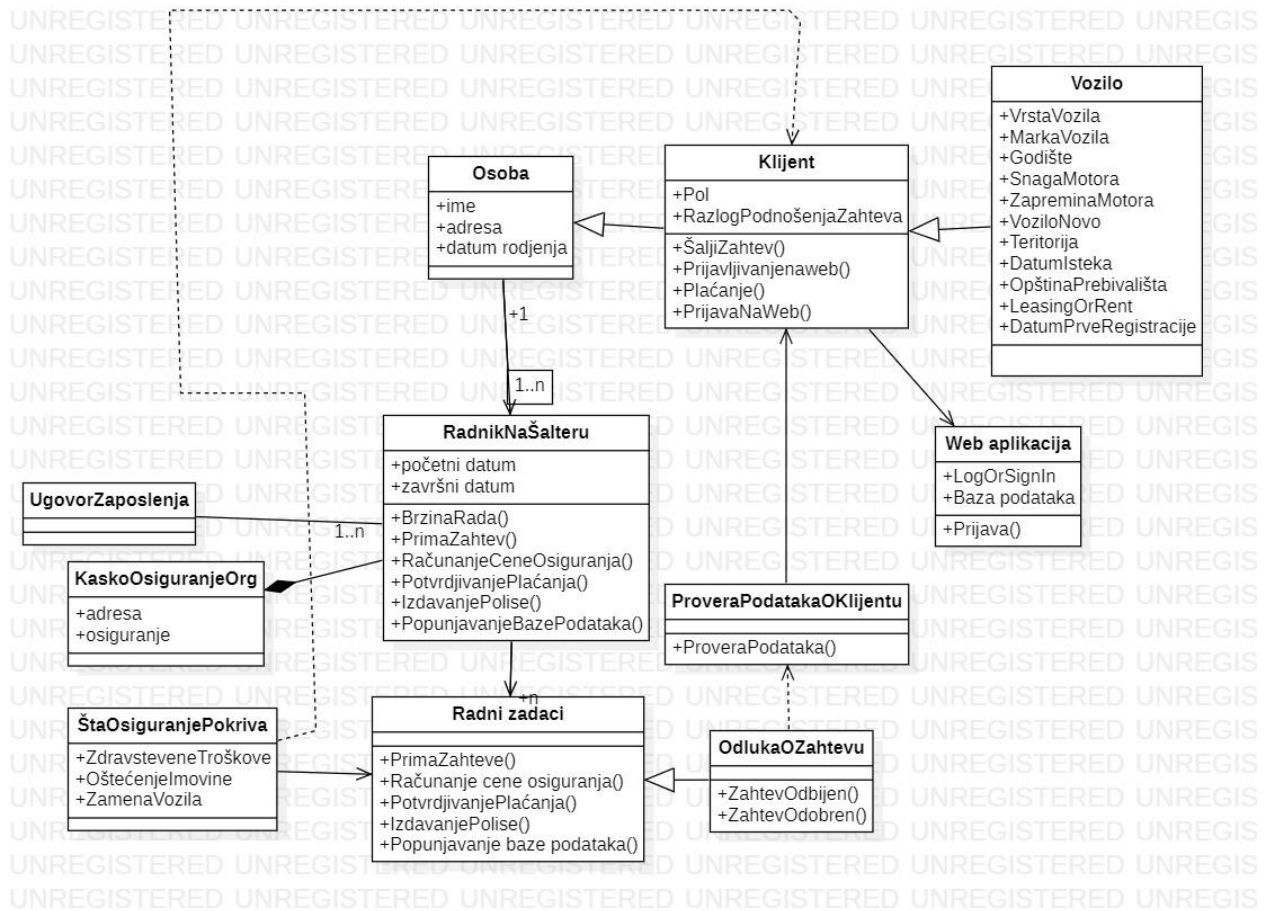 Vozilo
+VrstaVozila
+MarkaVozila
+Godište
+SnagaMotora
+ZapreminaMotora
+VoziloNovo
+Teritorija
+DatumIsteka
+OpštinaPrebivališta
+LeasingOrRent
+DatumPrveRegistracije
Klijent
+Pol
+RazlogPodnošenjaZahteva
+ŠaljiZahtev()
+Prijavljivanjenaweb()
+Plaćanje()
+PrijavaNaWeb()
Osoba
+ime
+adresa
+datum rodjenja
+1
1..n
RadnikNaŠalteru
+početni datum
+završni datum
+BrzinaRada()
+PrimaZahtev()
+RačunanjeCeneOsiguranja()
+PotvrdjivanjePlaćanja()
+IzdavanjePolise()
+PopunjavanjeBazePodataka()
Web aplikacija
+LogOrSignIn
+Baza podataka
+Prijava()
UgovorZaposlenja
1..n
KaskoOsiguranjeOrg
+adresa
+osiguranje
ProveraPodatakaOKlijentu
+ProveraPodataka()
+n
ŠtaOsiguranjePokriva
+ZdravsteveneTroškove
+OštećenjeImovine
+ZamenaVozila
Radni zadaci
+PrimaZahteve()
+Računanje cene osiguranja()
+PotvrdjivanjePlaćanja()
+IzdavanjePolise()
+Popunjavanje baze podataka()
OdlukaOZahtevu
+ZahtevOdbijen()
+ZahtevOdobren()
UNREGISTERED